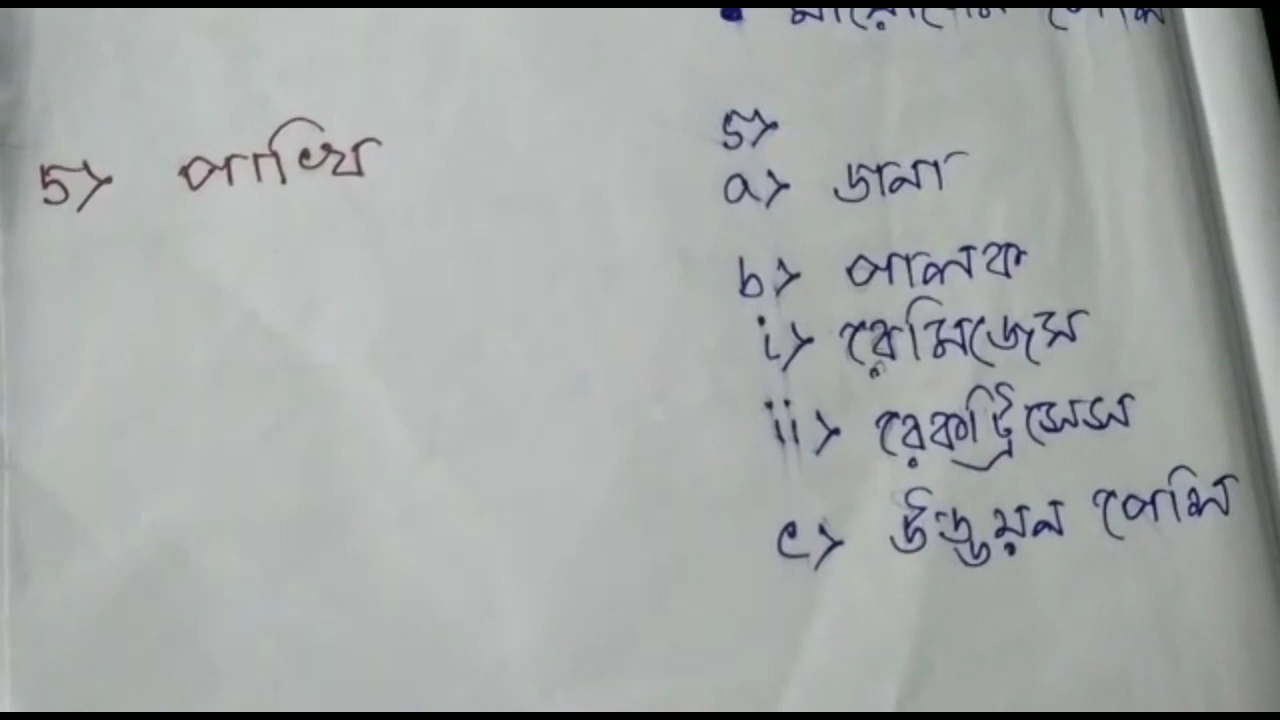 5> পাখি
5>
a> ডানা
b> পালক
i> রেমিজেস
ii> রেকট্রিসেস
c> উড্ডয়ন পেশি